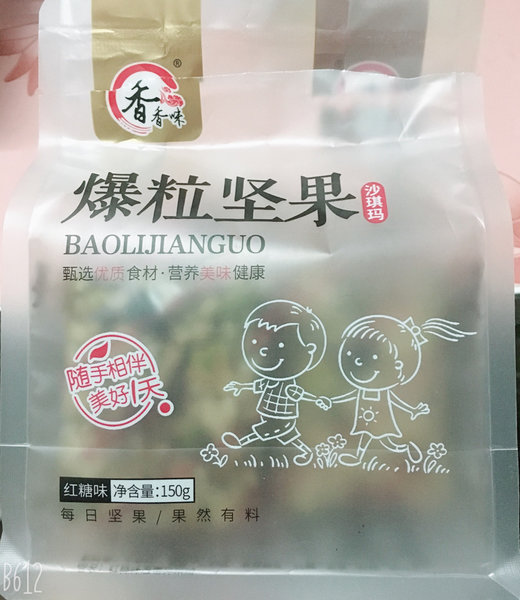 ®
香香味
爆粒坚果
沙琪玛
BAOLIJIANGUO
甄选优质食材·营养美味健康
随手相伴
美好1天
红糖味 净含量:150g
每日坚果/果然有料
B612